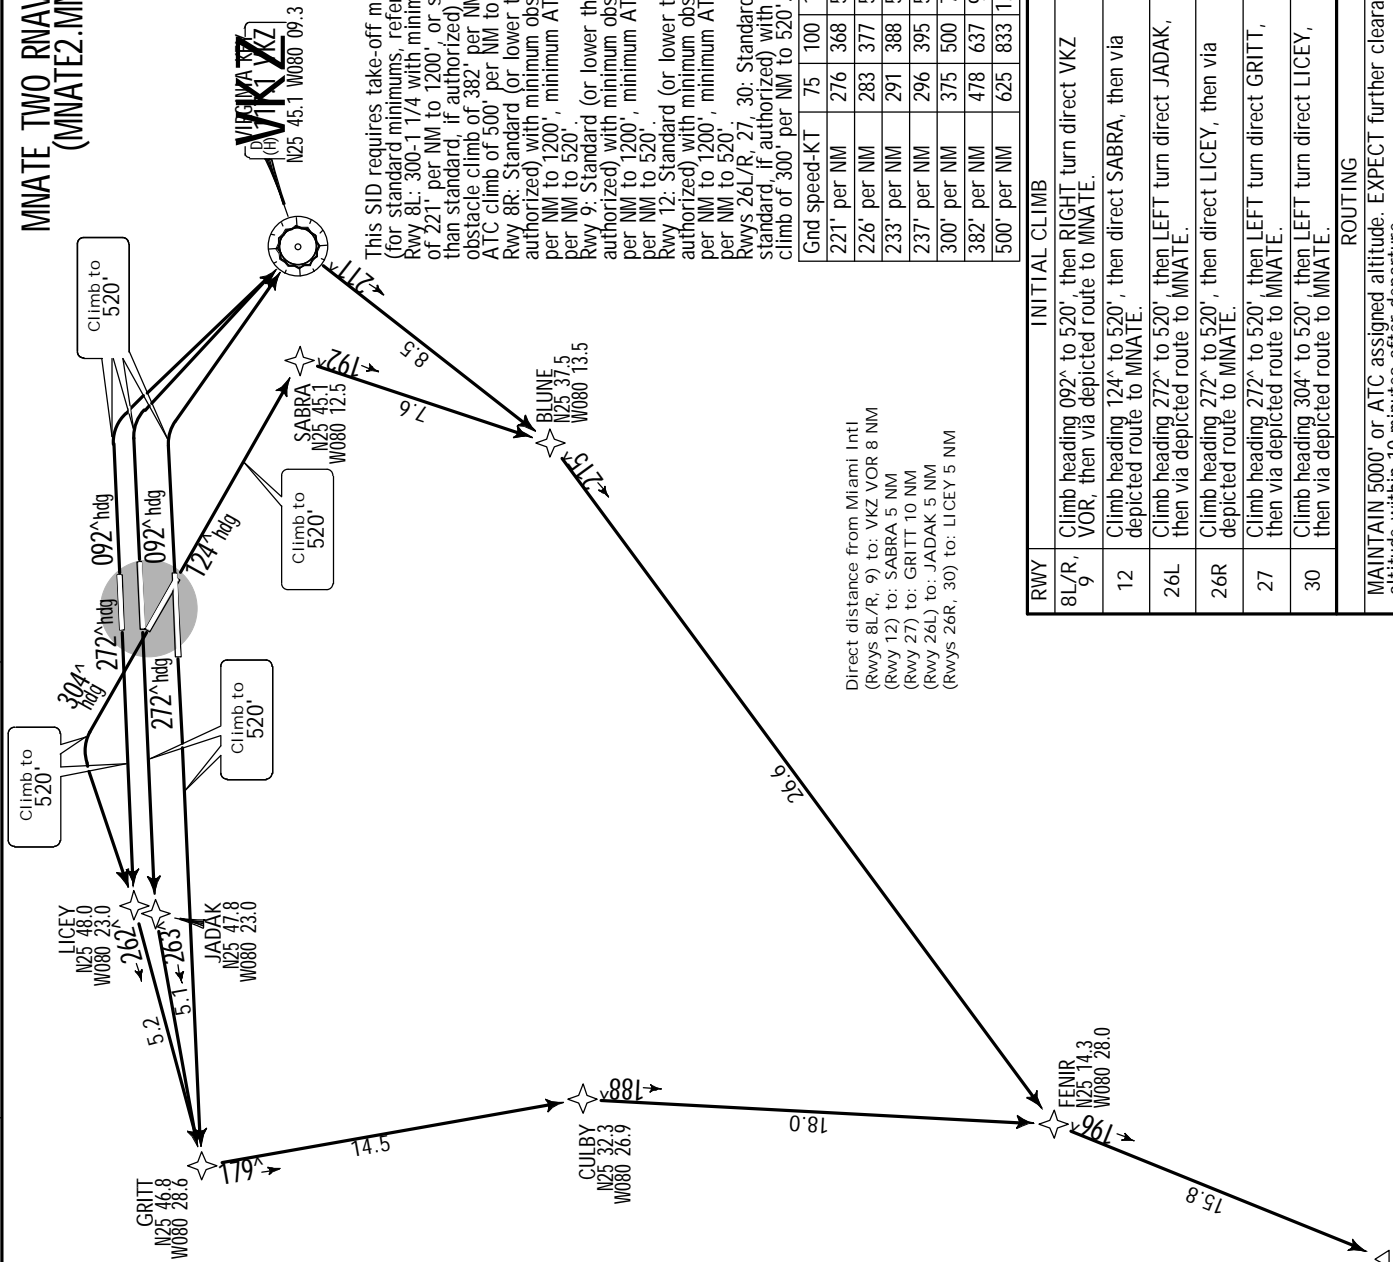 MNATE TWO RNAV
(MNATE2.MN
VIRGINIA KEY
D
(H) 117.1 VKZ
VKZ
N25 45.1 W080 09.3
Climb to
520'
This SID requires take-off m
(for standard minimums, refer
Rwy 8L: 300-1 1/4 with minim
of 221' per NM to 1200', or s
than standard, if authorized)
obstacle climb of 382' per NM
ATC climb of 500' per NM to
Rwy 8R: Standard (or lower t
authorized) with minimum obs
per NM to 1200', minimum AT
per NM to 520'.
Rwy 9: Standard (or lower th
authorized) with minimum obs
per NM to 1200', minimum AT
per NM to 520'.
Rwy 12: Standard (or lower t
authorized) with minimum obs
per NM to 1200', minimum AT
per NM to 520'.
Rwys 26L/R, 27, 30: Standard
standard, if authorized) with
climb of 300' per NM to 520'.
Gnd speed-KT 75 100
221' per NM 276 368
226' per NM 283 377
233' per NM 291 388
237' per NM 296 395
300' per NM 375 500
382' per NM 478 637
500' per NM 625 833
RWY INITIAL CLIMB
8L/R, 9 Climb heading 092^ to 520', then RIGHT turn direct VKZ
VOR, then via depicted route to MNATE.
12 Climb heading 124^ to 520', then direct SABRA, then via
depicted route to MNATE.
26L Climb heading 272^ to 520', then LEFT turn direct JADAK,
then via depicted route to MNATE.
26R Climb heading 272^ to 520', then direct LICEY, then via
depicted route to MNATE.
27 Climb heading 272^ to 520', then LEFT turn direct GRITT,
then via depicted route to MNATE.
30 Climb heading 304^ to 520', then LEFT turn direct LICEY,
then via depicted route to MNATE.
ROUTING
MAINTAIN 5000' or ATC assigned altitude. EXPECT further cleara
altitude within 10 minutes after departure.
Direct distance from Miami Intl
(Rwys 8L/R, 9) to: VKZ VOR 8 NM
(Rwy 12) to: SABRA 5 NM
(Rwy 27) to: GRITT 10 NM
(Rwy 26L) to: JADAK 5 NM
(Rwys 26R, 30) to: LICEY 5 NM
092^hdg
092^hdg
124^hdg
272^hdg
272^hdg
304^
hdg
Climb to
520'
Climb to
520'
Climb to
520'
SABRA
N25 45.1
W080 12.5
192^
7.6
211^
8.5
BLUNE
N25 37.5
W080 13.5
215^
26.6
LICEY
N25 48.0
W080 23.0
262^
5.2
JADAK
N25 47.8
W080 23.0
263^
5.1
GRITT
N25 46.8
W080 28.6
179^
14.5
CULBY
N25 32.3
W080 26.9
188^
18.0
FENIR
N25 14.3
W080 28.0
196^
15.8